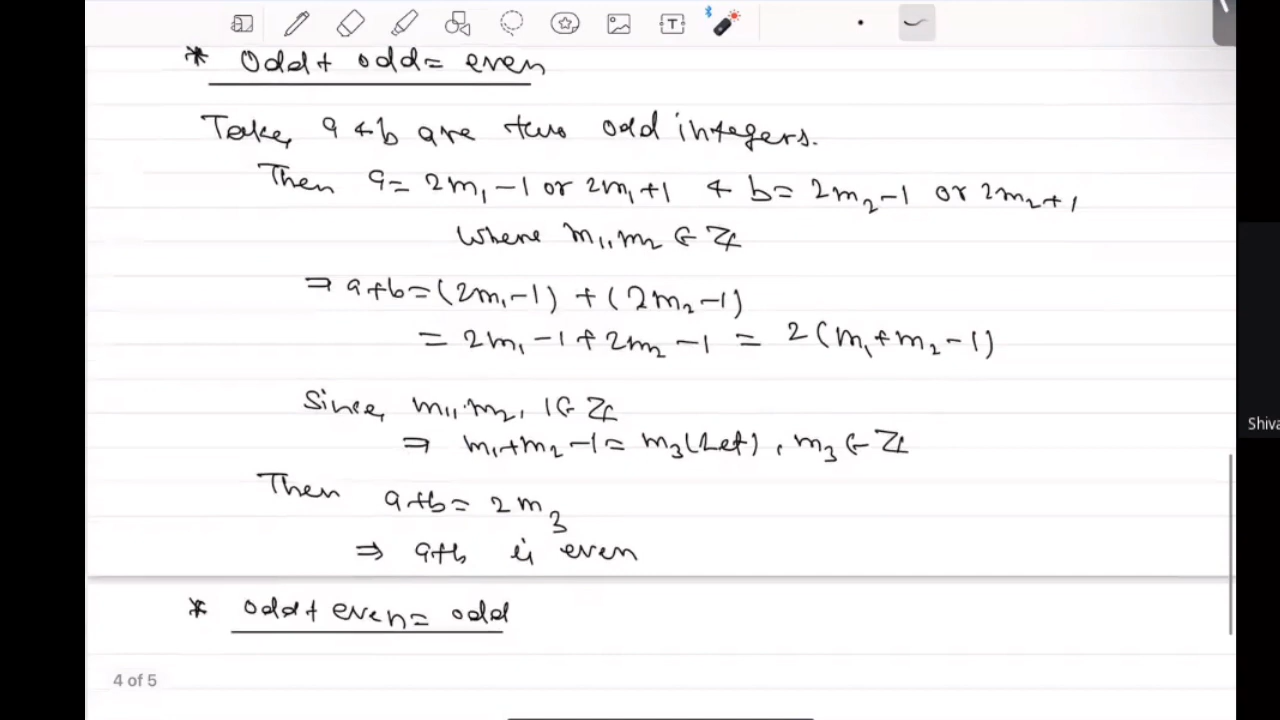 * Odd + odd = even
Take, a & b are two odd integers.
Then a = 2m₁ - 1 or 2m₁ + 1 & b = 2m₂ - 1 or 2m₂ + 1
Where m₁, m₂ ∈ ℤ
⇒ a + b = (2m₁ - 1) + (2m₂ - 1)
= 2m₁ - 1 + 2m₂ - 1 = 2(m₁ + m₂ - 1)
Since, m₁, m₂, 1 ∈ ℤ
⇒ m₁ + m₂ - 1 = m₃ (Let), m₃ ∈ ℤ
Then a + b = 2m₃
⇒ a + b is even
* odd + even = odd
4 of 5
Shiva